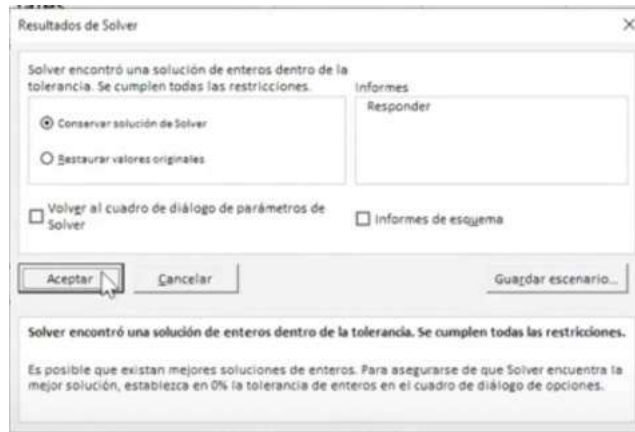 Resultados de Solver
Solver encontró una solución de enteros dentro de la
tolerancia. Se cumplen todas las restricciones.
Informes
Responder
Conservar solución de Solver
Restaurar valores originales
Volver al cuadro de diálogo de parámetros de
Solver
Informes de esquema
Aceptar
Cancelar
Guardar escenario...
Solver encontró una solución de enteros dentro de la tolerancia. Se cumplen todas las restricciones.
Es posible que existan mejores soluciones de enteros. Para asegurarse de que Solver encuentra la
mejor solución, establezca en 0% la tolerancia de enteros en el cuadro de diálogo de opciones.